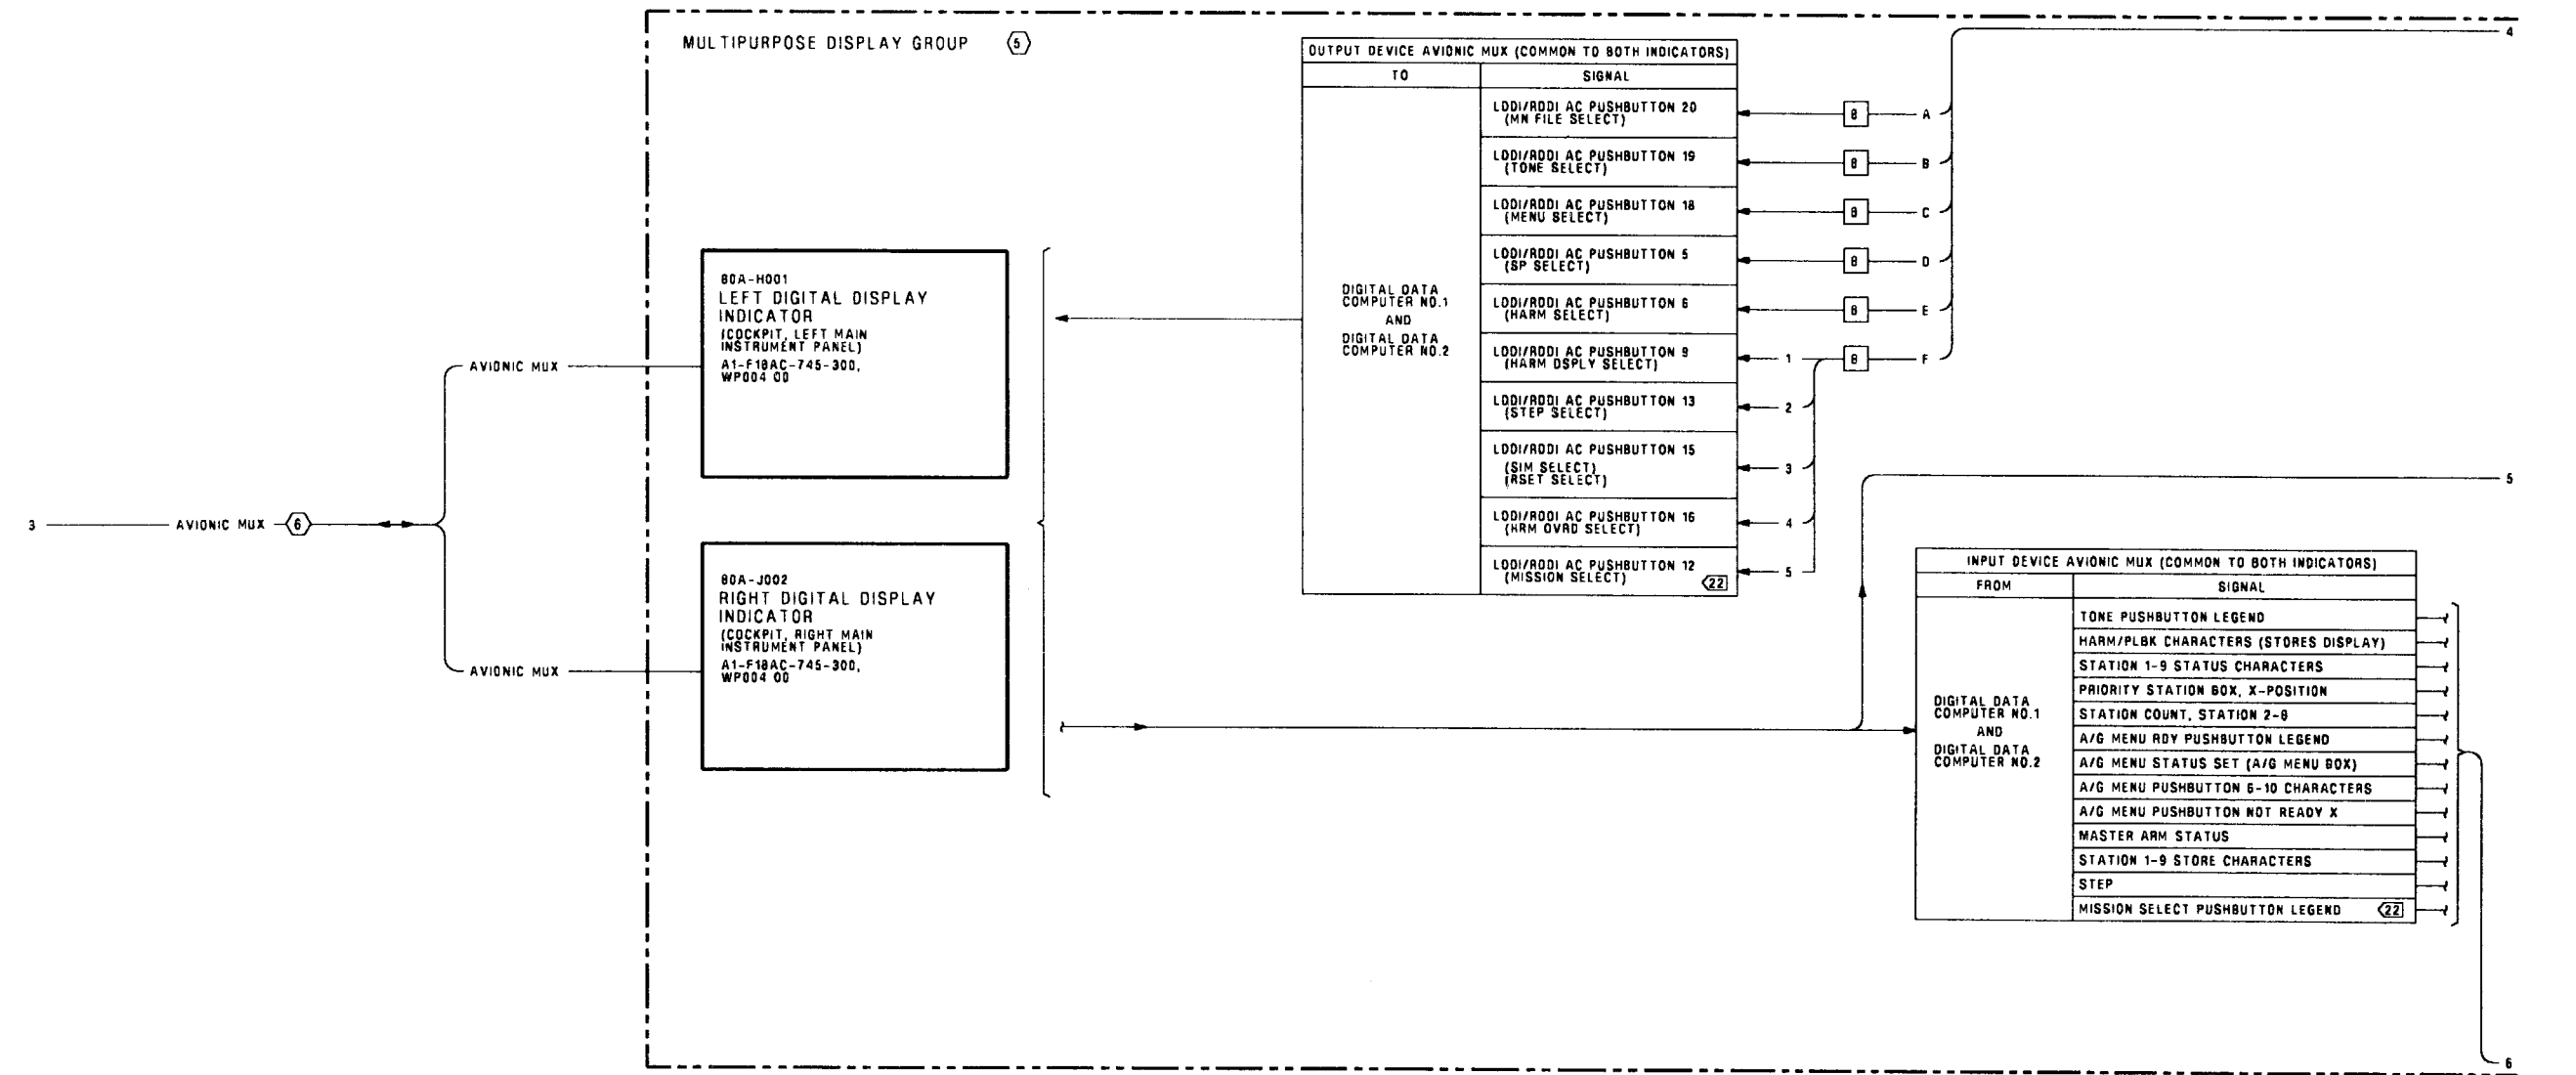 MULTIPURPOSE DISPLAY GROUP 5
4
OUTPUT DEVICE AVIONIC MUX (COMMON TO BOTH INDICATORS)
TO SIGNAL
DIGITAL DATA
COMPUTER NO.1
AND
DIGITAL DATA
COMPUTER NO.2
LDDI/RDDI AC PUSHBUTTON 20
(MN FILE SELECT)
8 A
LDDI/RDDI AC PUSHBUTTON 19
(TONE SELECT)
8 B
LDDI/RDDI AC PUSHBUTTON 18
(MENU SELECT)
8 C
LDDI/RDDI AC PUSHBUTTON 5
(SP SELECT)
8 D
LDDI/RDDI AC PUSHBUTTON 6
(HARM SELECT)
8 E
LDDI/RDDI AC PUSHBUTTON 9
(HARM DSPLY SELECT)
1 8 F
LDDI/RDDI AC PUSHBUTTON 13
(STEP SELECT)
2
LDDI/RDDI AC PUSHBUTTON 15
(SIM SELECT)
(RSET SELECT)
3
LDDI/RDDI AC PUSHBUTTON 16
(HRM OVRD SELECT)
4
LDDI/RDDI AC PUSHBUTTON 12
(MISSION SELECT) 22
5
80A-H001
LEFT DIGITAL DISPLAY
INDICATOR
(COCKPIT, LEFT MAIN
INSTRUMENT PANEL)
A1-F18AC-745-300,
WP004 00
AVIONIC MUX
3 AVIONIC MUX 6
AVIONIC MUX
80A-J002
RIGHT DIGITAL DISPLAY
INDICATOR
(COCKPIT, RIGHT MAIN
INSTRUMENT PANEL)
A1-F18AC-745-300,
WP004 00
5
INPUT DEVICE AVIONIC MUX (COMMON TO BOTH INDICATORS)
FROM SIGNAL
DIGITAL DATA
COMPUTER NO.1
AND
DIGITAL DATA
COMPUTER NO.2
TONE PUSHBUTTON LEGEND
HARM/PLBK CHARACTERS (STORES DISPLAY)
STATION 1-9 STATUS CHARACTERS
PRIORITY STATION BOX, X-POSITION
STATION COUNT, STATION 2-8
A/G MENU RDY PUSHBUTTON LEGEND
A/G MENU STATUS SET (A/G MENU BOX)
A/G MENU PUSHBUTTON 6-10 CHARACTERS
A/G MENU PUSHBUTTON NOT READY X
MASTER ARM STATUS
STATION 1-9 STORE CHARACTERS
STEP
MISSION SELECT PUSHBUTTON LEGEND 22
6